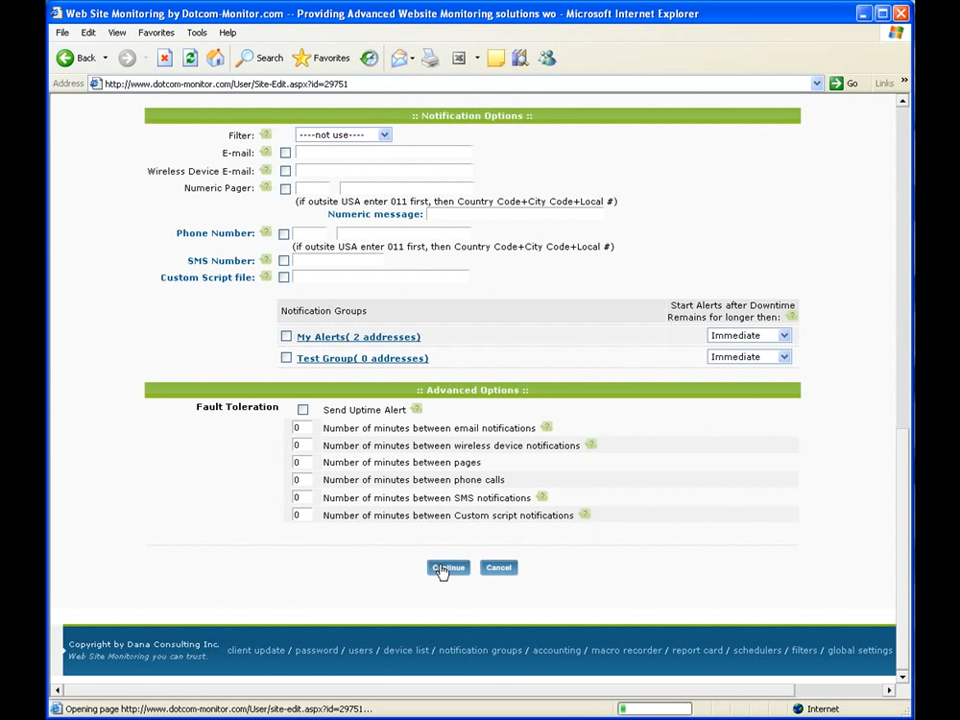 Web Site Monitoring by Dotcom-Monitor.com -- Providing Advanced Website Monitoring solutions wo - Microsoft Internet Explorer
File Edit View Favorites Tools Help
Back Search Favorites
Address http://www.dotcom-monitor.com/User/Site-Edit.aspx?id=29751 Go Links »
:: Notification Options ::
Filter: ? ----not use----
E-mail: ?
Wireless Device E-mail: ?
Numeric Pager: ?
(if outside USA enter 011 first, then Country Code+City Code+Local #)
Numeric message:
Phone Number: ?
(if outside USA enter 011 first, then Country Code+City Code+Local #)
SMS Number: ?
Custom Script file: ?
Notification Groups Start Alerts after Downtime
Remains for longer then: ?
My Alerts( 2 addresses) Immediate
Test Group( 0 addresses) Immediate
:: Advanced Options ::
Fault Toleration Send Uptime Alert ?
0 Number of minutes between email notifications ?
0 Number of minutes between wireless device notifications ?
0 Number of minutes between pages
0 Number of minutes between phone calls
0 Number of minutes between SMS notifications ?
0 Number of minutes between Custom script notifications ?
Continue Cancel
Copyright by Dana Consulting Inc.
Web Site Monitoring you can trust.
client update / password / users / device list / notification groups / accounting / macro recorder / report card / schedulers / filters / global settings
Opening page http://www.dotcom-monitor.com/User/site-edit.aspx?id=29751... Internet